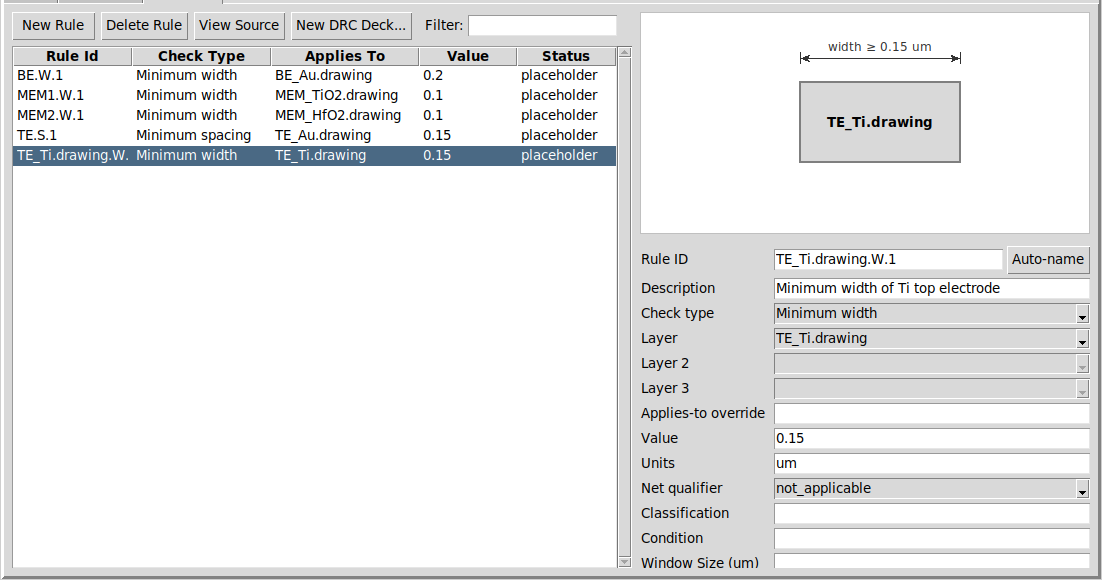 New Rule Delete Rule View Source New DRC Deck... Filter:
Rule Id Check Type Applies To Value Status
BE.W.1 Minimum width BE_Au.drawing 0.2 placeholder
MEM1.W.1 Minimum width MEM_TiO2.drawing 0.1 placeholder
MEM2.W.1 Minimum width MEM_HfO2.drawing 0.1 placeholder
TE.S.1 Minimum spacing TE_Au.drawing 0.15 placeholder
TE_Ti.drawing.W. Minimum width TE_Ti.drawing 0.15 placeholder
width ≥ 0.15 um
TE_Ti.drawing
Rule ID TE_Ti.drawing.W.1 Auto-name
Description Minimum width of Ti top electrode
Check type Minimum width
Layer TE_Ti.drawing
Layer 2
Layer 3
Applies-to override
Value 0.15
Units um
Net qualifier not_applicable
Classification
Condition
Window Size (um)